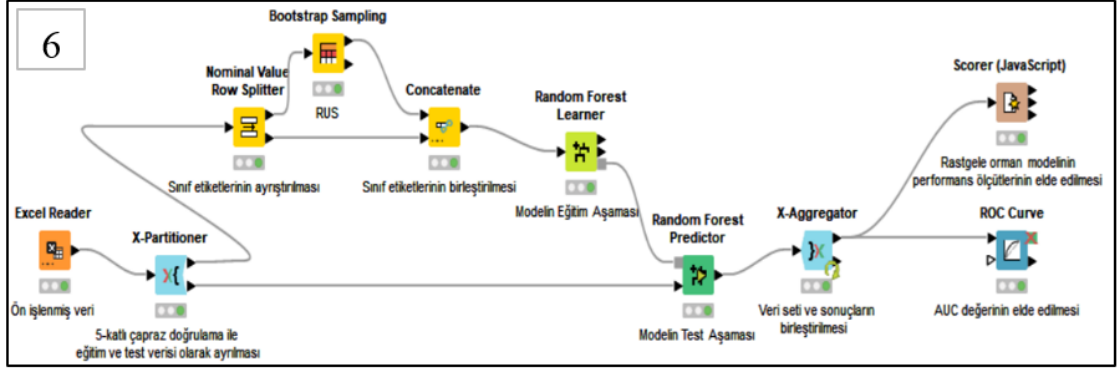 6
Bootstrap Sampling
RUS
Nominal Value
Row Splitter
Sınıf etiketlerinin ayrıştırılması
Concatenate
Sınıf etiketlerinin birleştirilmesi
Random Forest
Learner
Modelin Eğitim Aşaması
Scorer (JavaScript)
Rastgele orman modelinin
performans ölçütlerinin elde edilmesi
Excel Reader
Ön işlenmiş veri
X-Partitioner
5-katlı çapraz doğrulama ile
eğitim ve test verisi olarak ayrılması
Random Forest
Predictor
Modelin Test Aşaması
X-Aggregator
Veri seti ve sonuçların
birleştirilmesi
ROC Curve
AUC değerinin elde edilmesi